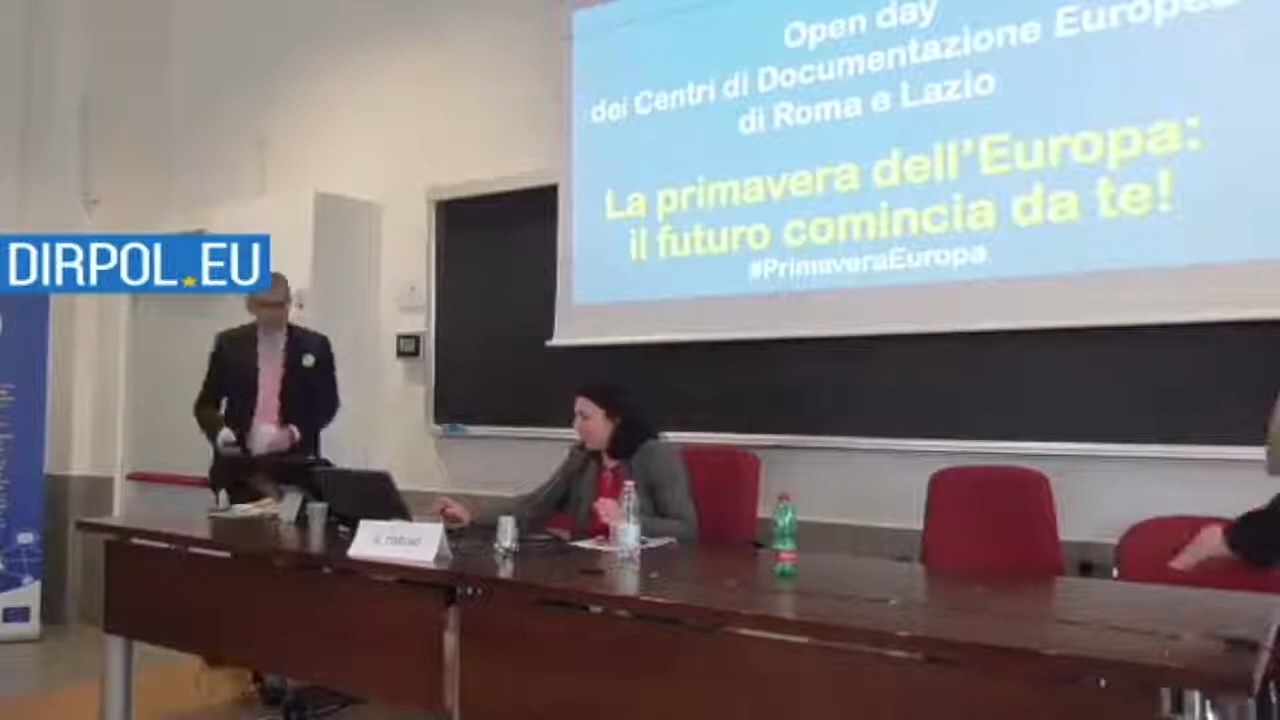 Open day
dei Centri di Documentazione Europea
di Roma e Lazio
La primavera dell'Europa:
il futuro comincia da te!
#PrimaveraEuropa
DIRPOL.EU